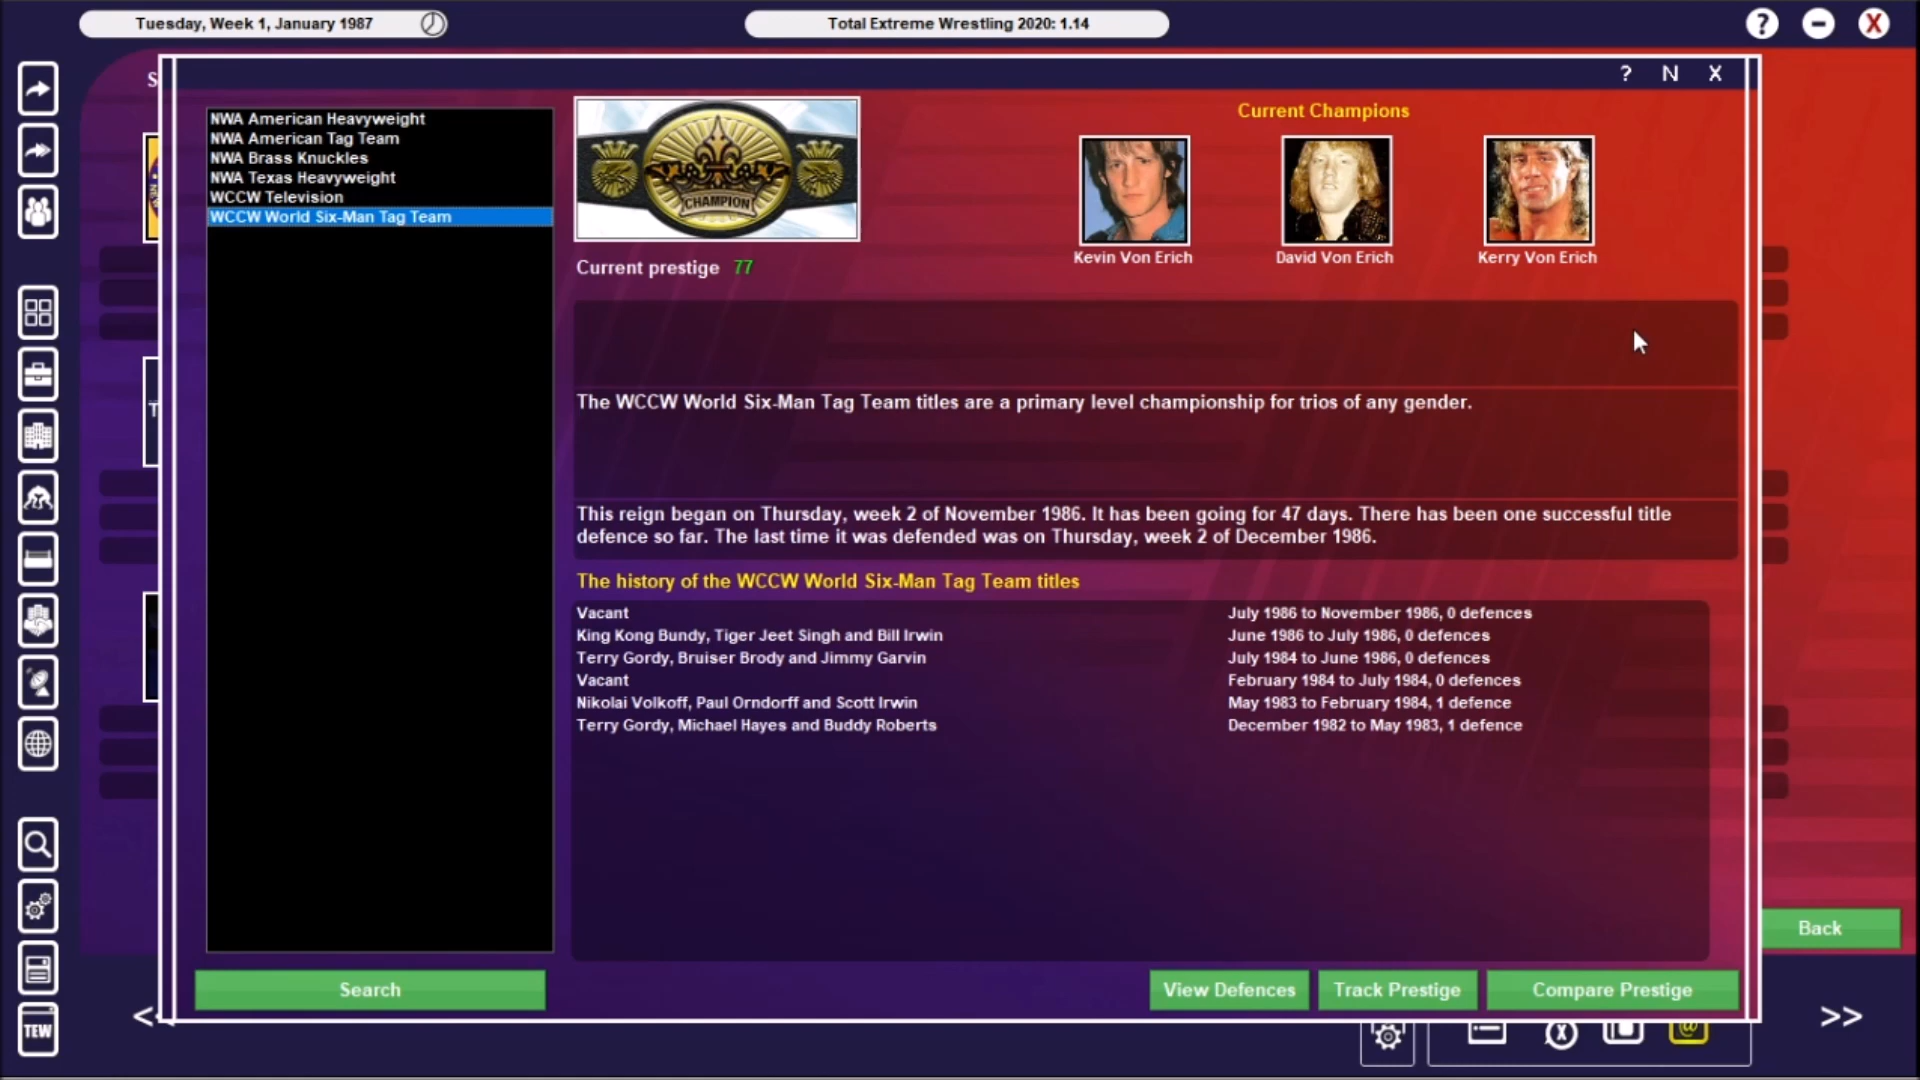 Tuesday, Week 1, January 1987
Total Extreme Wrestling 2020: 1.14
?
X
S
? N X
NWA American Heavyweight
NWA American Tag Team
NWA Brass Knuckles
NWA Texas Heavyweight
WCCW Television
WCCW World Six-Man Tag Team
CHAMPION
Current prestige 77
Current Champions
Kevin Von Erich
David Von Erich
Kerry Von Erich
The WCCW World Six-Man Tag Team titles are a primary level championship for trios of any gender.
This reign began on Thursday, week 2 of November 1986. It has been going for 47 days. There has been one successful title
defence so far. The last time it was defended was on Thursday, week 2 of December 1986.
The history of the WCCW World Six-Man Tag Team titles
Vacant July 1986 to November 1986, 0 defences
King Kong Bundy, Tiger Jeet Singh and Bill Irwin June 1986 to July 1986, 0 defences
Terry Gordy, Bruiser Brody and Jimmy Garvin July 1984 to June 1986, 0 defences
Vacant February 1984 to July 1984, 0 defences
Nikolai Volkoff, Paul Orndorff and Scott Irwin May 1983 to February 1984, 1 defence
Terry Gordy, Michael Hayes and Buddy Roberts December 1982 to May 1983, 1 defence
Back
Search
View Defences
Track Prestige
Compare Prestige
TEW
>>